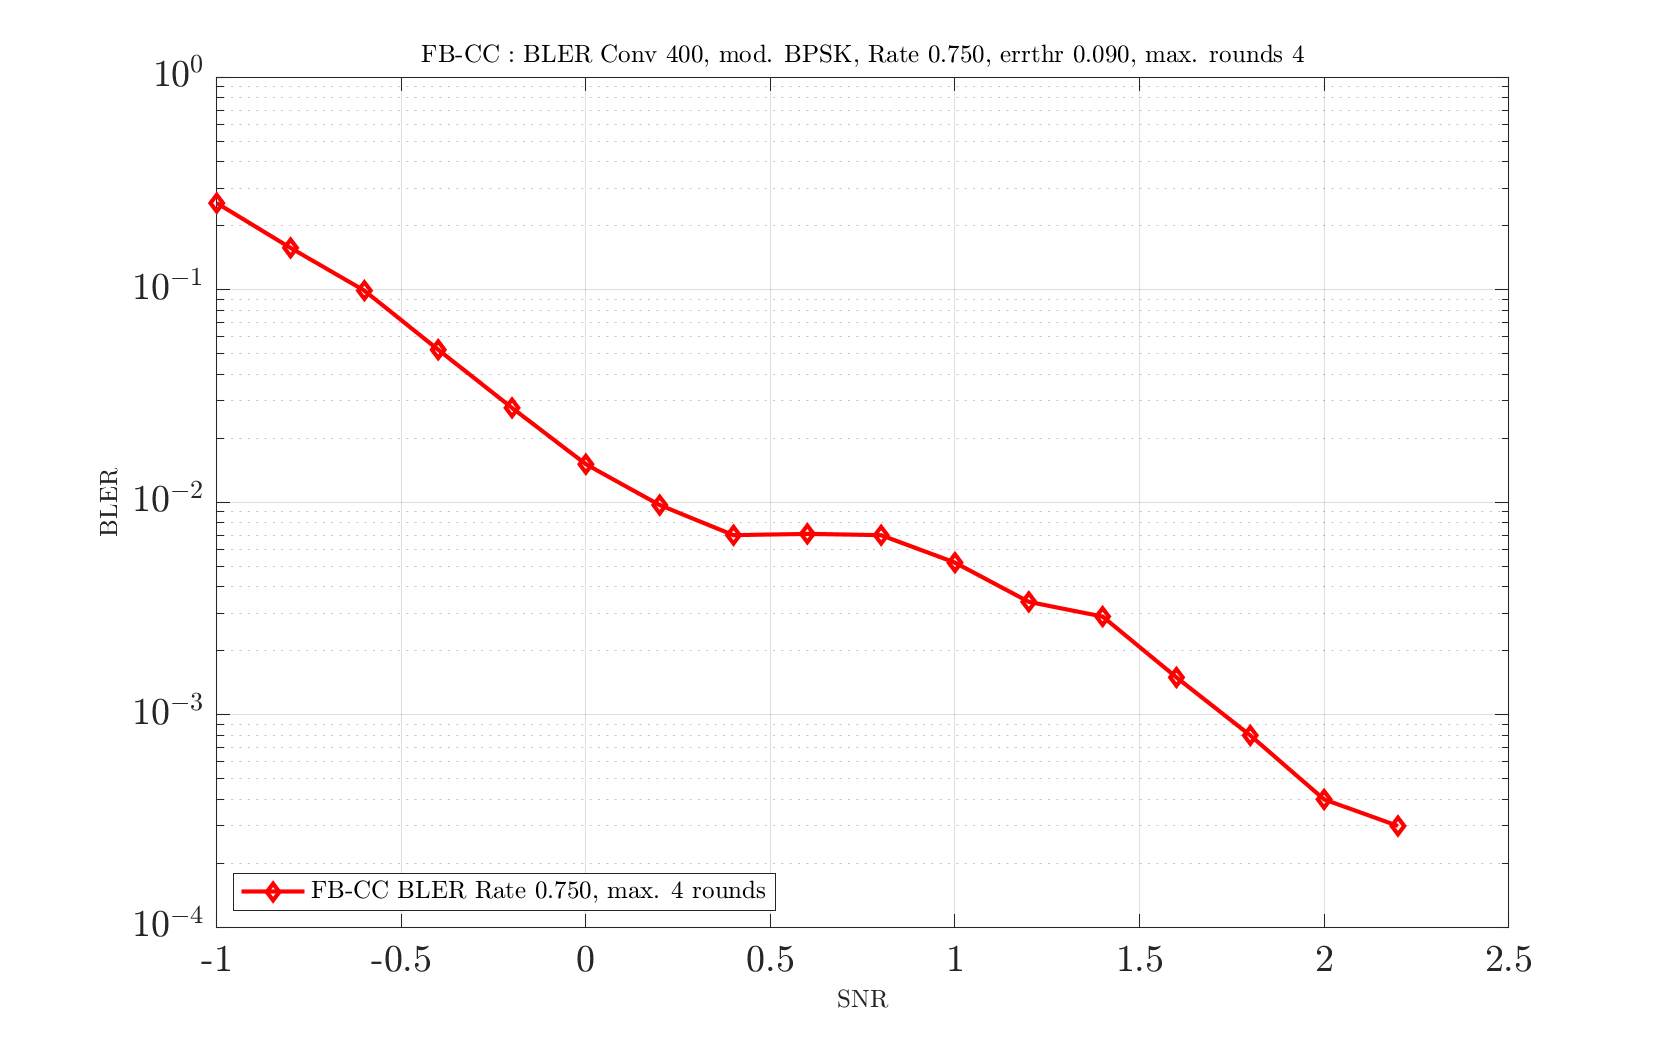 FB-CC : BLER Conv 400, mod. BPSK, Rate 0.750, errthr 0.090, max. rounds 4
10^0
10^{-1}
10^{-2}
10^{-3}
10^{-4}
BLER
FB-CC BLER Rate 0.750, max. 4 rounds
-1 -0.5 0 0.5 1 1.5 2 2.5
SNR